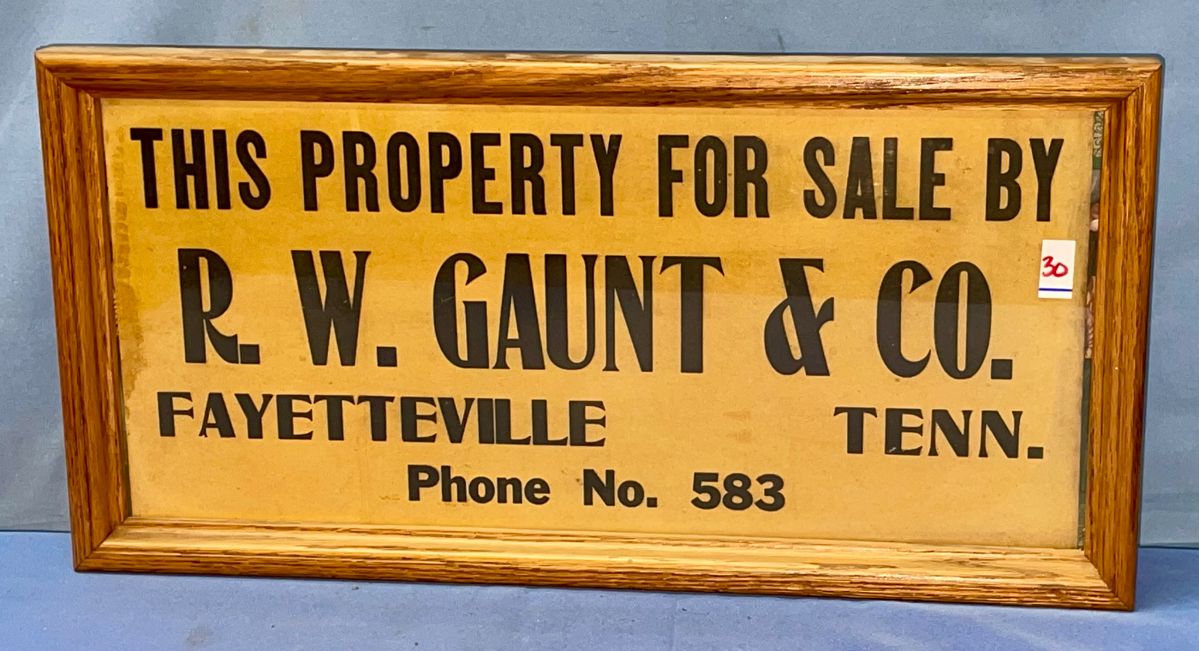 THIS PROPERTY FOR SALE BY
R. W. GAUNT & CO.
30
FAYETTEVILLE TENN.
Phone No. 583